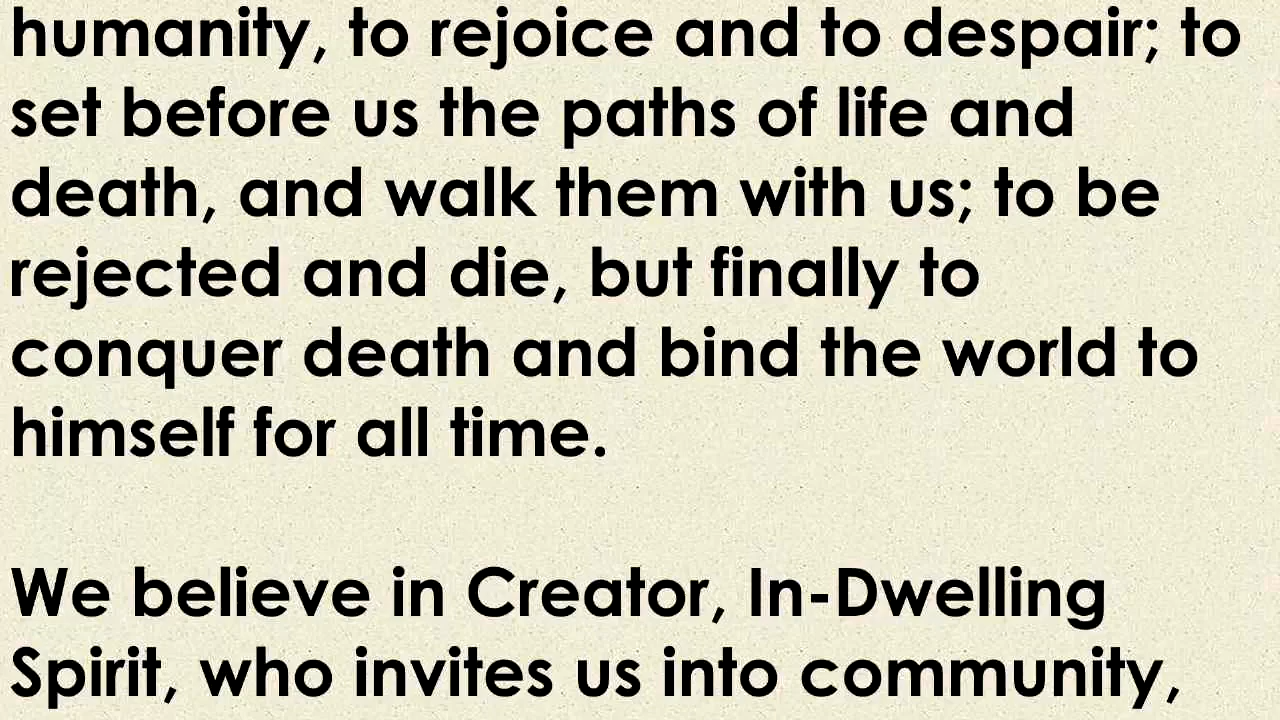 humanity, to rejoice and to despair; to
set before us the paths of life and
death, and walk them with us; to be
rejected and die, but finally to
conquer death and bind the world to
himself for all time.
We believe in Creator, In-Dwelling
Spirit, who invites us into community,